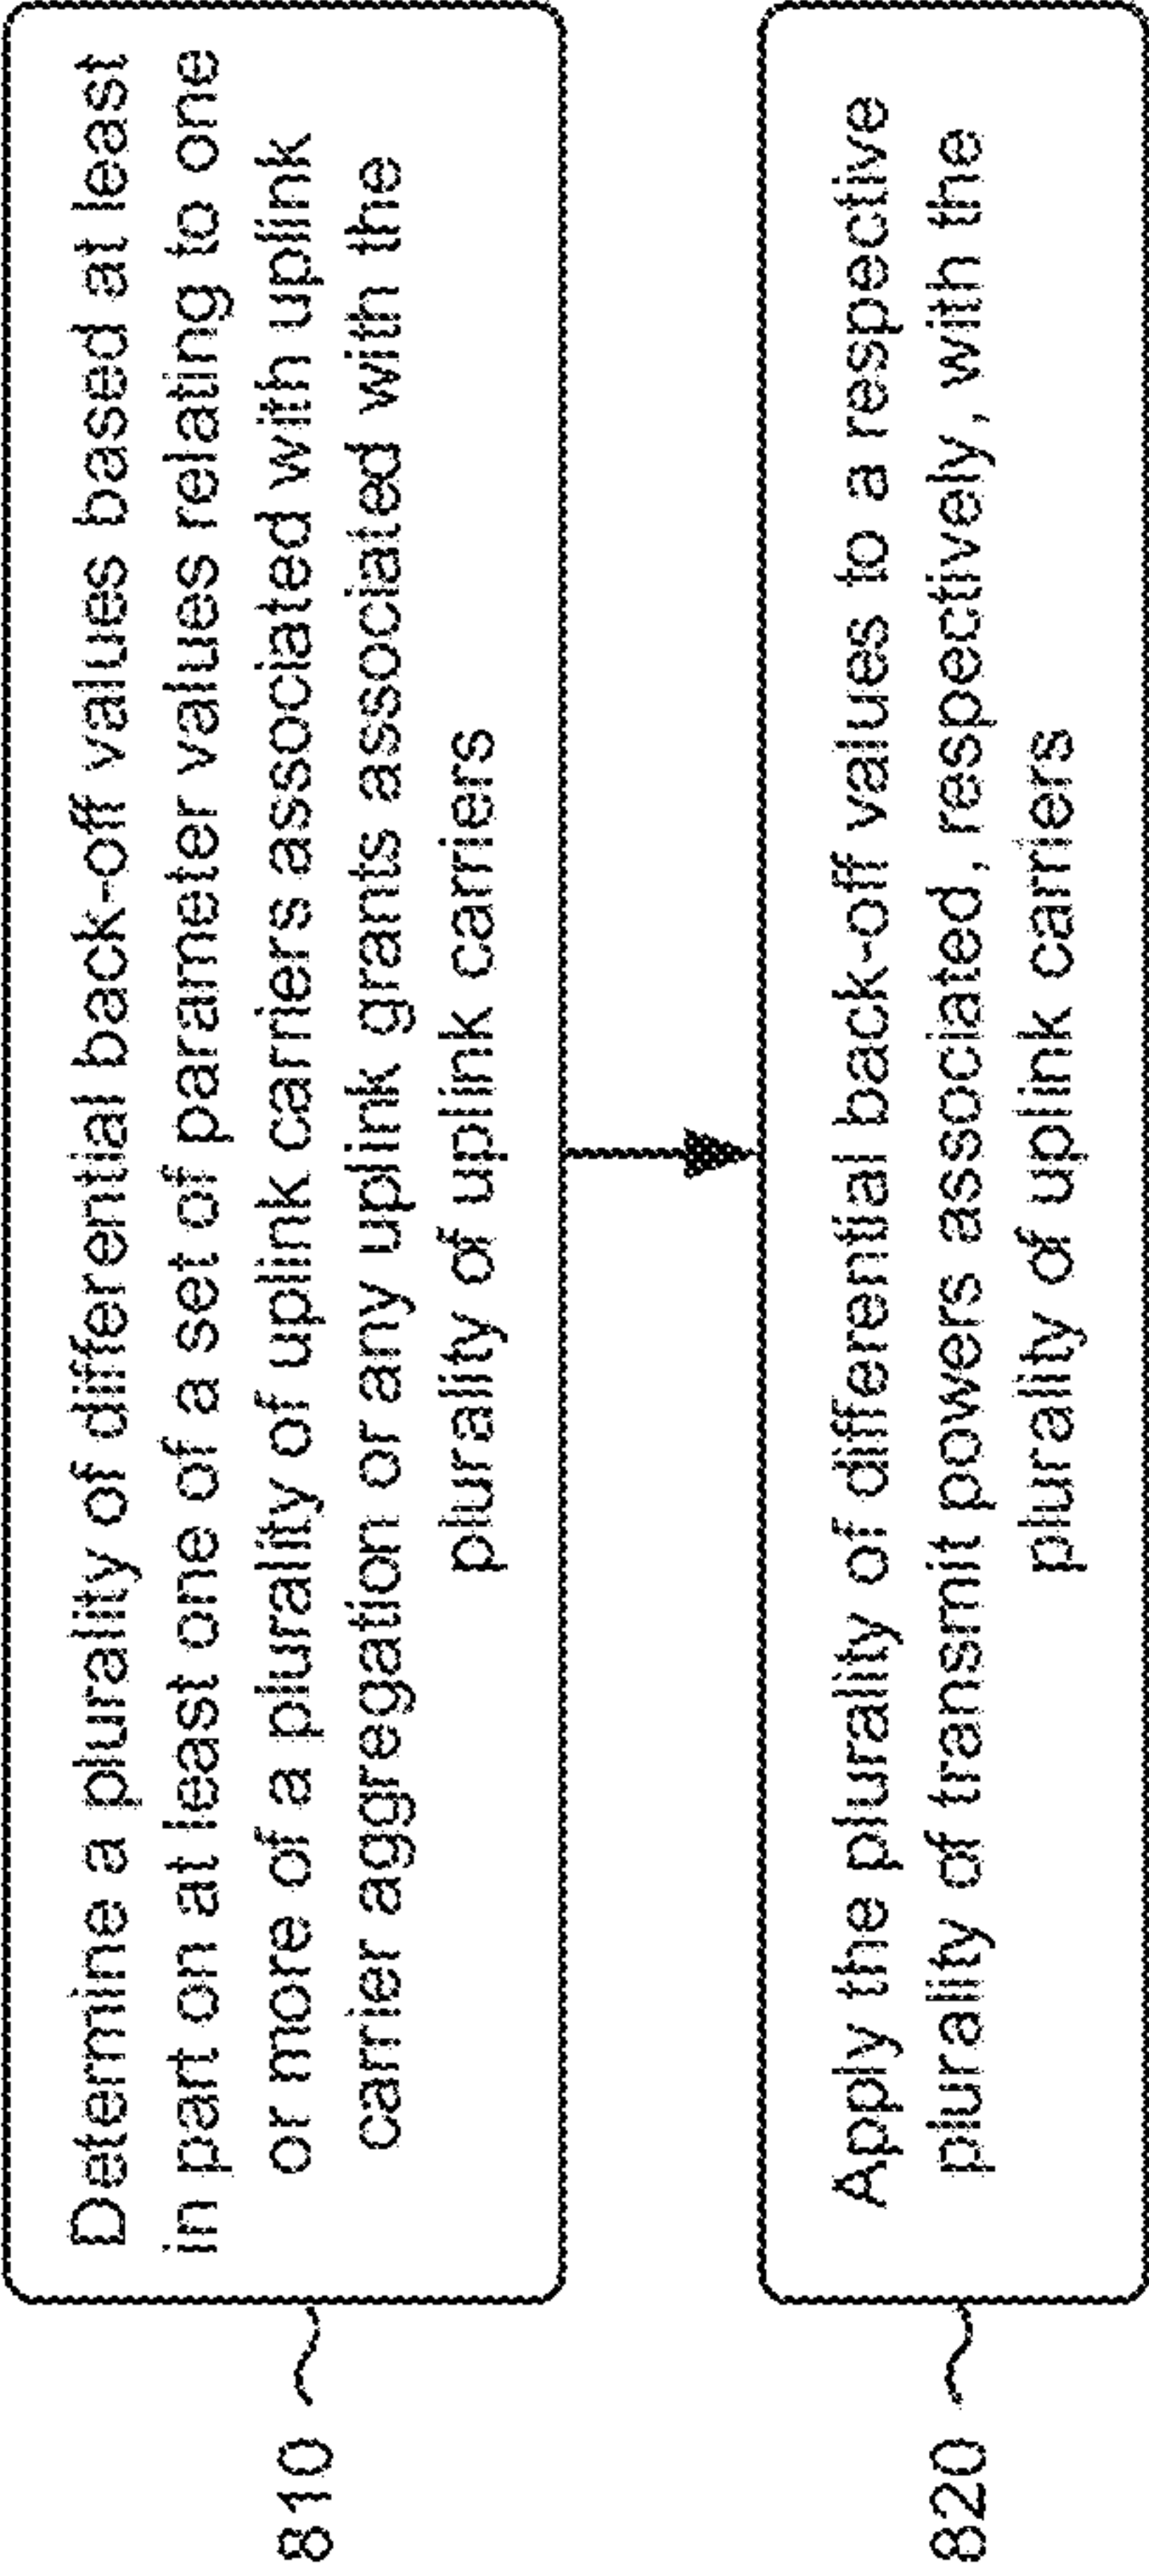 810
Determine a plurality of differential back-off values based at least
in part on at least one of a set of parameter values relating to one
or more of a plurality of uplink carriers associated with uplink
carrier aggregation or any uplink grants associated with the
plurality of uplink carriers
820
Apply the plurality of differential back-off values to a respective
plurality of transmit powers associated, respectively, with the
plurality of uplink carriers